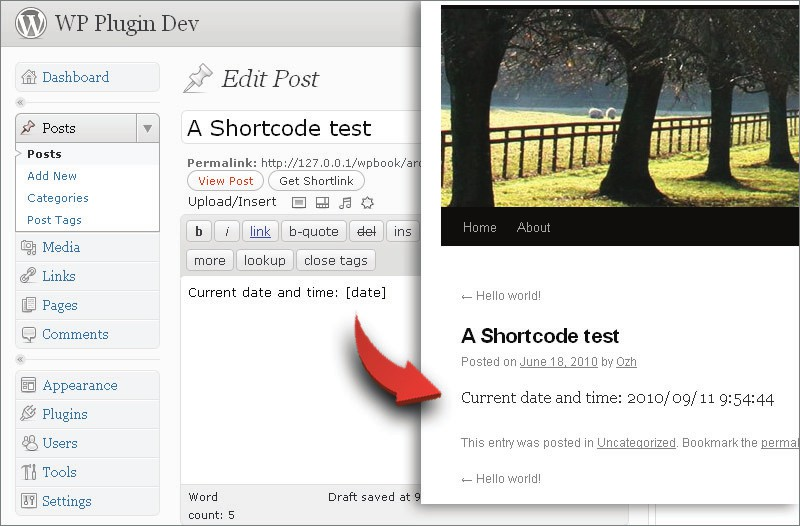 WP Plugin Dev
Dashboard
Posts
Posts
Add New
Categories
Post Tags
Media
Links
Pages
Comments
Appearance
Plugins
Users
Tools
Settings
Edit Post
A Shortcode test
Permalink: http://127.0.0.1/wpbook/arc
View Post Get Shortlink
Upload/Insert
b i link b-quote del ins
more lookup close tags
Current date and time: [date]
Word Draft saved at 9
count: 5
Home About
← Hello world!
A Shortcode test
Posted on June 18, 2010 by Ozh
Current date and time: 2010/09/11 9:54:44
This entry was posted in Uncategorized. Bookmark the permal
← Hello world!